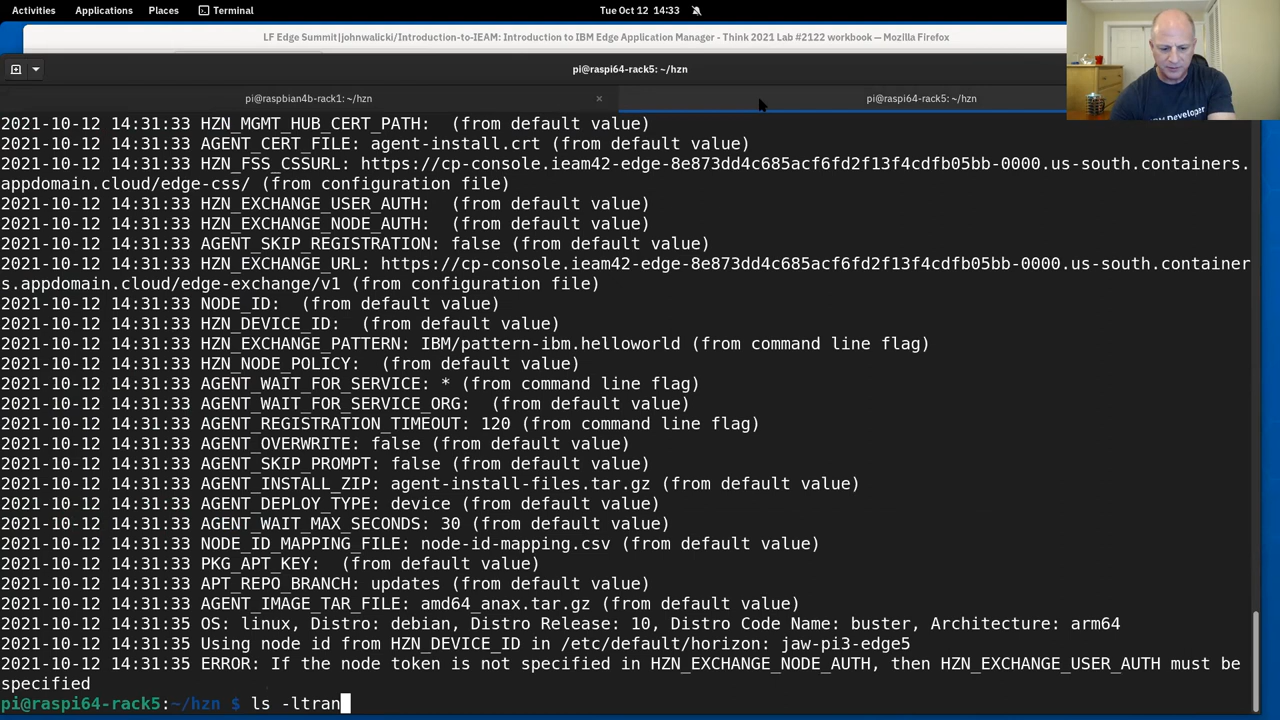 Activities Applications Places Terminal Tue Oct 12 14:33
LF Edge Summit|johnwalicki/Introduction-to-IEAM: Introduction to IBM Edge Application Manager - Think 2021 Lab #2122 workbook — Mozilla Firefox
pi@raspi64-rack5: ~/hzn
pi@raspbian4b-rack1: ~/hzn × pi@raspi64-rack5: ~/hzn
2021-10-12 14:31:33 HZN_MGMT_HUB_CERT_PATH:  (from default value)
2021-10-12 14:31:33 AGENT_CERT_FILE: agent-install.crt (from default value)
2021-10-12 14:31:33 HZN_FSS_CSSURL: https://cp-console.ieam42-edge-8e873dd4c685acf6fd2f13f4cdfb05bb-0000.us-south.containers.
appdomain.cloud/edge-css/ (from configuration file)
2021-10-12 14:31:33 HZN_EXCHANGE_USER_AUTH:  (from default value)
2021-10-12 14:31:33 HZN_EXCHANGE_NODE_AUTH:  (from default value)
2021-10-12 14:31:33 AGENT_SKIP_REGISTRATION: false (from default value)
2021-10-12 14:31:33 HZN_EXCHANGE_URL: https://cp-console.ieam42-edge-8e873dd4c685acf6fd2f13f4cdfb05bb-0000.us-south.container
s.appdomain.cloud/edge-exchange/v1 (from configuration file)
2021-10-12 14:31:33 NODE_ID:  (from default value)
2021-10-12 14:31:33 HZN_DEVICE_ID:  (from default value)
2021-10-12 14:31:33 HZN_EXCHANGE_PATTERN: IBM/pattern-ibm.helloworld (from command line flag)
2021-10-12 14:31:33 HZN_NODE_POLICY:  (from default value)
2021-10-12 14:31:33 AGENT_WAIT_FOR_SERVICE: * (from command line flag)
2021-10-12 14:31:33 AGENT_WAIT_FOR_SERVICE_ORG:  (from default value)
2021-10-12 14:31:33 AGENT_REGISTRATION_TIMEOUT: 120 (from command line flag)
2021-10-12 14:31:33 AGENT_OVERWRITE: false (from default value)
2021-10-12 14:31:33 AGENT_SKIP_PROMPT: false (from default value)
2021-10-12 14:31:33 AGENT_INSTALL_ZIP: agent-install-files.tar.gz (from default value)
2021-10-12 14:31:33 AGENT_DEPLOY_TYPE: device (from default value)
2021-10-12 14:31:33 AGENT_WAIT_MAX_SECONDS: 30 (from default value)
2021-10-12 14:31:33 NODE_ID_MAPPING_FILE: node-id-mapping.csv (from default value)
2021-10-12 14:31:33 PKG_APT_KEY:  (from default value)
2021-10-12 14:31:33 APT_REPO_BRANCH: updates (from default value)
2021-10-12 14:31:33 AGENT_IMAGE_TAR_FILE: amd64_anax.tar.gz (from default value)
2021-10-12 14:31:35 OS: linux, Distro: debian, Distro Release: 10, Distro Code Name: buster, Architecture: arm64
2021-10-12 14:31:35 Using node id from HZN_DEVICE_ID in /etc/default/horizon: jaw-pi3-edge5
2021-10-12 14:31:35 ERROR: If the node token is not specified in HZN_EXCHANGE_NODE_AUTH, then HZN_EXCHANGE_USER_AUTH must be
specified
pi@raspi64-rack5:~/hzn $ ls -ltran